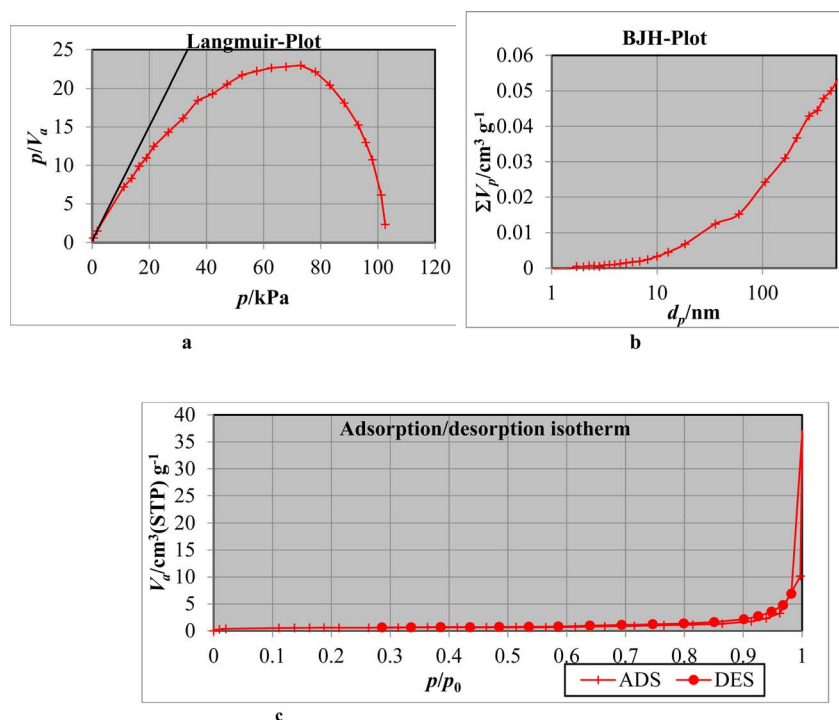 Langmuir-Plot
25
20
15
10
5
0
p/Vₐ
0 20 40 60 80 100 120
p/kPa
a
BJH-Plot
0.06
0.05
0.04
0.03
0.02
0.01
0
ΣVₚ/cm³ g⁻¹
1 10 100
dₚ/nm
b
Adsorption/desorption isotherm
40
35
30
25
20
15
10
5
0
Vₐ/cm³(STP) g⁻¹
0 0.1 0.2 0.3 0.4 0.5 0.6 0.7 0.8 0.9 1
p/p₀
ADS DES
c